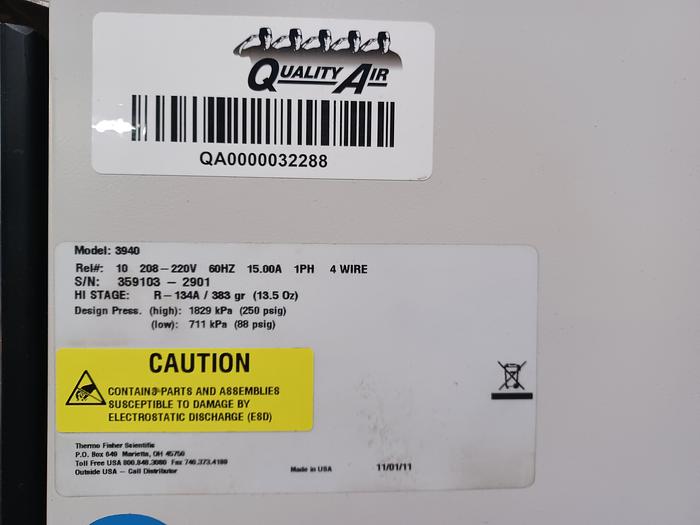 QUALITY AIR
QA0000032288
Model: 3940
Rel#: 10 208-220V 60HZ 15.00A 1PH 4 WIRE
S/N: 359103 - 2901
HI STAGE: R-134A / 383 gr (13.5 Oz)
Design Press. (high): 1829 kPa (250 psig)
(low): 711 kPa (88 psig)
CAUTION
CONTAINS PARTS AND ASSEMBLIES
SUSCEPTIBLE TO DAMAGE BY
ELECTROSTATIC DISCHARGE (ESD)
Thermo Fisher Scientific
P.O. Box 649 Marietta, OH 45750
Toll Free USA 800.848.3080 Fax 740.373.4189
Outside USA - Call Distributor
Made in USA 11/01/11